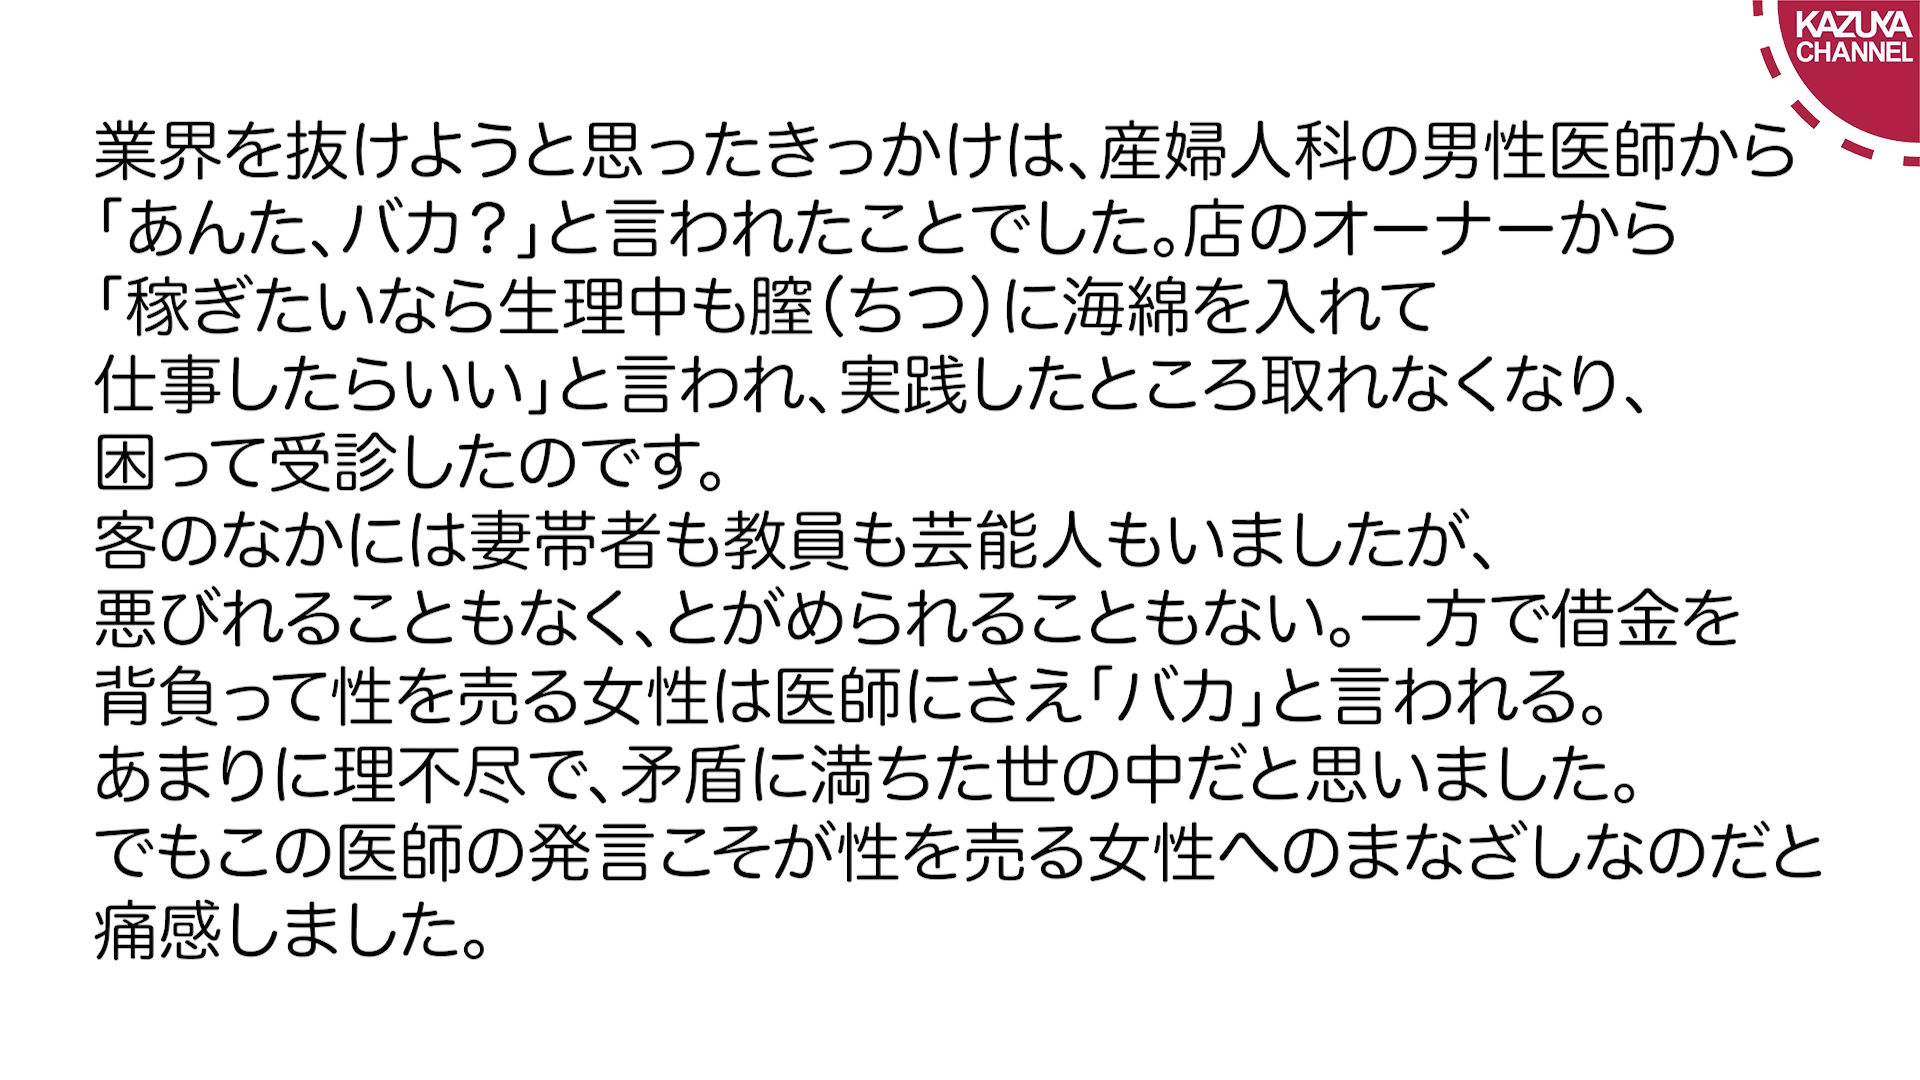 KAZUYA
CHANNEL
業界を抜けようと思ったきっかけは、産婦人科の男性医師から
「あんた、バカ？」と言われたことでした。店のオーナーから
「稼ぎたいなら生理中も膣（ちつ）に海綿を入れて
仕事したらいい」と言われ、実践したところ取れなくなり、
困って受診したのです。
客のなかには妻帯者も教員も芸能人もいましたが、
悪びれることもなく、とがめられることもない。一方で借金を
背負って性を売る女性は医師にさえ「バカ」と言われる。
あまりに理不尽で、矛盾に満ちた世の中だと思いました。
でもこの医師の発言こそが性を売る女性へのまなざしなのだと
痛感しました。